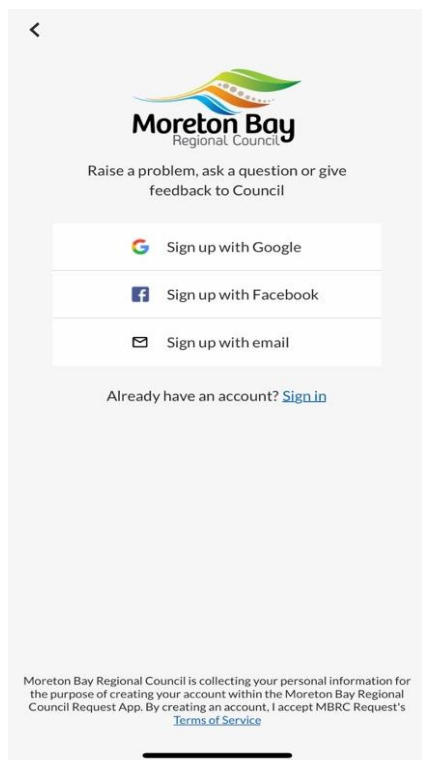 Moreton Bay
Regional Council
Raise a problem, ask a question or give
feedback to Council
Sign up with Google
Sign up with Facebook
Sign up with email
Already have an account? Sign in
Moreton Bay Regional Council is collecting your personal information for
the purpose of creating your account within the Moreton Bay Regional
Council Request App. By creating an account, I accept MBRC Request's
Terms of Service